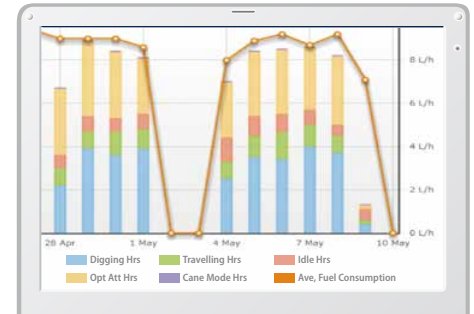 8 L/h
6 L/h
4 L/h
2 L/h
0 L/h
28 Apr 1 May 4 May 7 May 10 May
Digging Hrs Travelling Hrs Idle Hrs
Opt Att Hrs Cane Mode Hrs Ave, Fuel Consumption